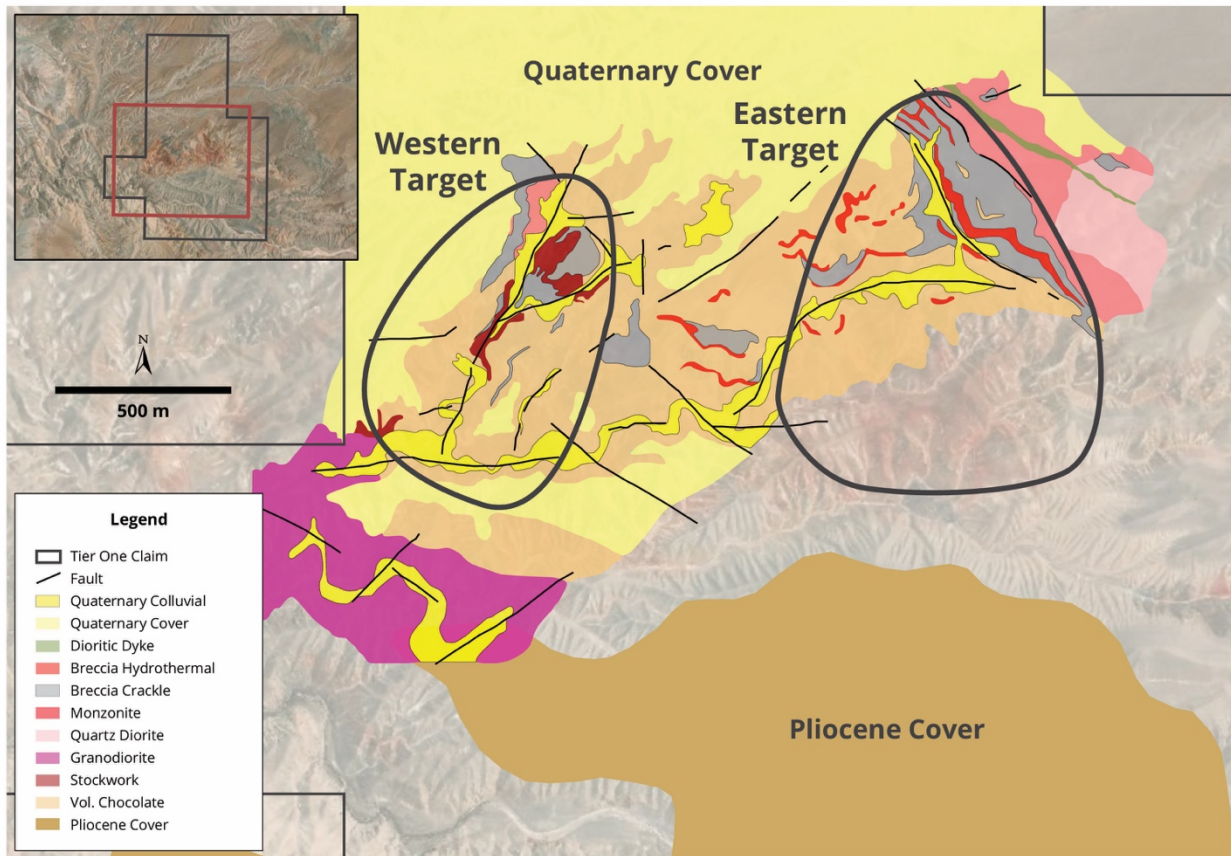 Quaternary Cover
Western
Target
Eastern
Target
N
500 m
Pliocene Cover
Legend
Tier One Claim
Fault
Quaternary Colluvial
Quaternary Cover
Dioritic Dyke
Breccia Hydrothermal
Breccia Crackle
Monzonite
Quartz Diorite
Granodiorite
Stockwork
Vol. Chocolate
Pliocene Cover